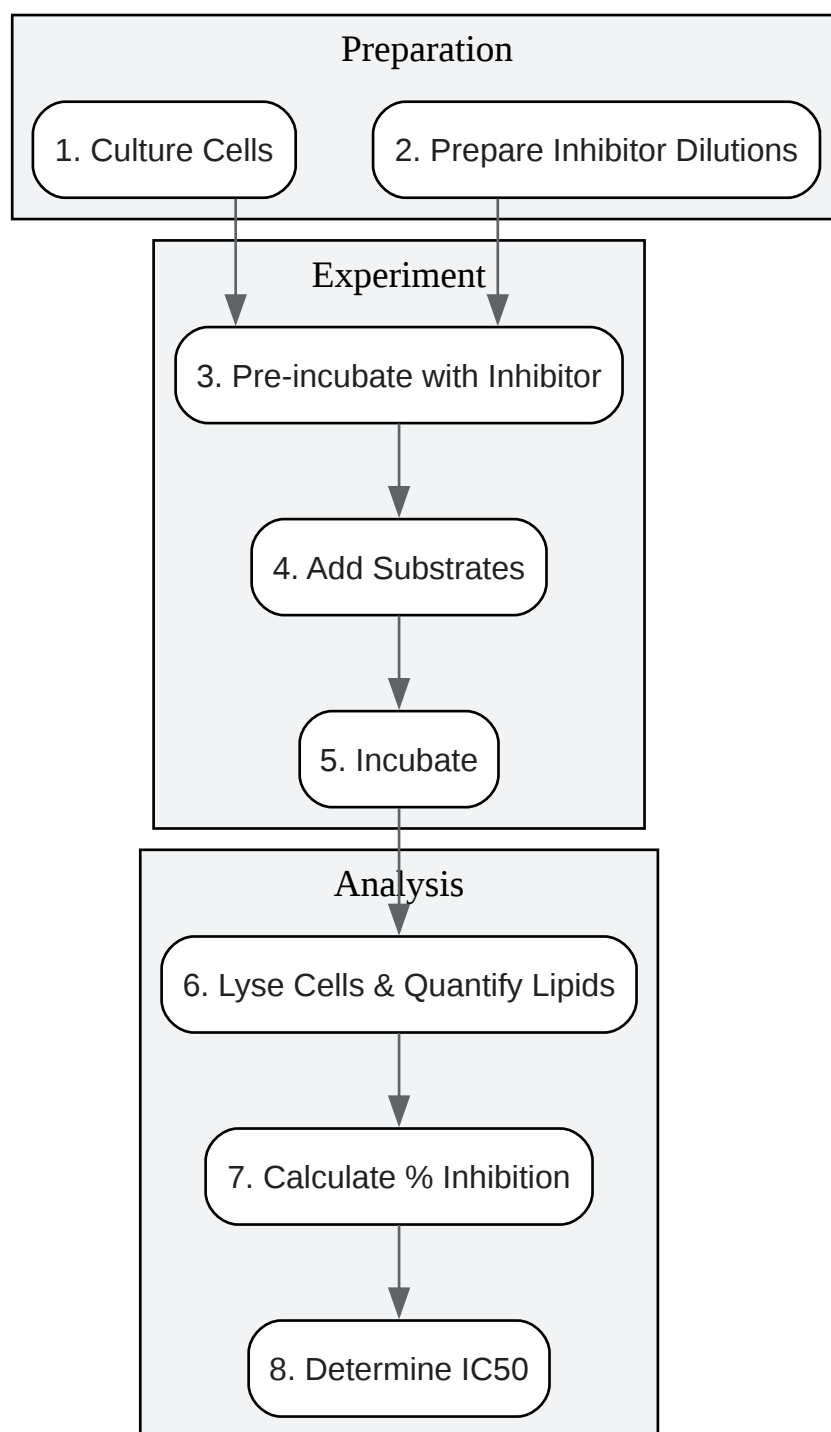 Preparation
1. Culture Cells
2. Prepare Inhibitor Dilutions
Experiment
3. Pre-incubate with Inhibitor
4. Add Substrates
5. Incubate
Analysis
6. Lyse Cells & Quantify Lipids
7. Calculate % Inhibition
8. Determine IC50